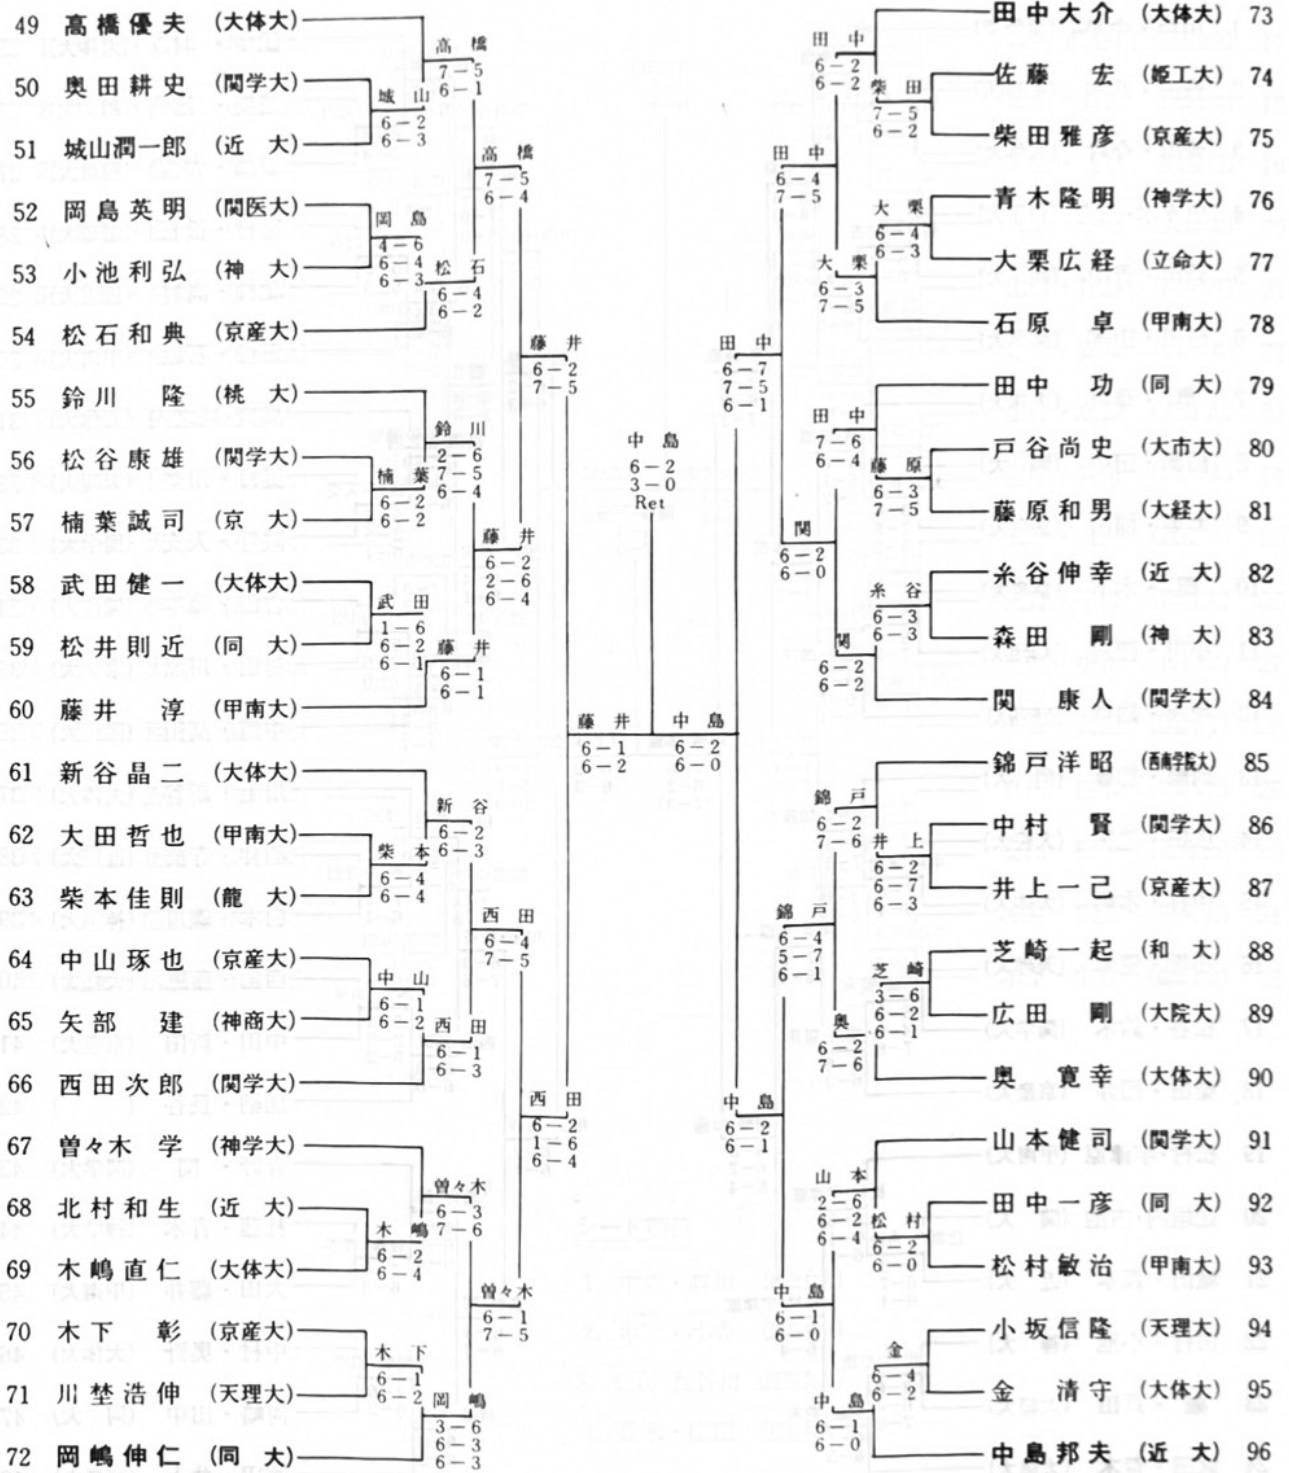 49 高橋優夫 (大体大)
50 奥田耕史 (関学大)
51 城山潤一郎 (近 大)
52 岡島英明 (関医大)
53 小池利弘 (神 大)
54 松石和典 (京産大)
55 鈴川 隆 (桃 大)
56 松谷康雄 (関学大)
57 楠葉誠司 (京 大)
58 武田健一 (大体大)
59 松井則近 (同 大)
60 藤井 淳 (甲南大)
61 新谷晶二 (大体大)
62 大田哲也 (甲南大)
63 柴本佳則 (龍 大)
64 中山琢也 (京産大)
65 矢部 建 (神商大)
66 西田次郎 (関学大)
67 曽々木 学 (神学大)
68 北村和生 (近 大)
69 木嶋直仁 (大体大)
70 木下 彰 (京産大)
71 川埜浩伸 (天理大)
72 岡嶋伸仁 (同 大)
高橋
7-5
6-1
城山
6-2
6-3
岡島
4-6
6-4
6-3
松石
6-4
6-2
鈴川
2-6
7-5
6-4
楠葉
6-2
6-2
武田
1-6
6-2
6-1
藤井
6-1
6-1
新谷
6-2
6-3
柴本
6-4
6-4
中山
6-1
6-2
西田
6-1
6-3
曽々木
6-3
7-6
木嶋
6-2
6-4
木下
6-1
6-2
岡嶋
3-6
6-3
6-3
高橋
7-5
6-4
藤井
6-2
2-6
6-4
西田
6-4
7-5
曽々木
6-1
7-5
藤井
6-2
7-5
西田
6-2
1-6
6-4
藤井
6-1
6-2
中島
6-2
3-0
Ret
中島
6-2
6-0
田中
6-7
7-5
6-1
中島
6-2
6-1
田中
6-4
7-5
関
6-2
6-0
錦戸
6-4
5-7
6-1
中島
6-1
6-0
田中
6-2
6-2
柴田
7-5
6-2
大栗
6-4
6-3
大栗
6-3
7-5
田中
7-6
6-4
藤原
6-3
7-5
糸谷
6-3
6-3
関
6-2
6-2
錦戸
6-2
7-6
井上
6-2
6-7
6-3
芝崎
3-6
6-2
6-1
奥
6-2
7-6
山本
2-6
6-2
6-4
松村
6-2
6-0
金
6-4
6-2
中島
6-1
6-0
田中大介 (大体大) 73
佐藤 宏 (姫工大) 74
柴田雅彦 (京産大) 75
青木隆明 (神学大) 76
大栗広経 (立命大) 77
石原 卓 (甲南大) 78
田中 功 (同 大) 79
戸谷尚史 (大市大) 80
藤原和男 (大経大) 81
糸谷伸幸 (近 大) 82
森田 剛 (神 大) 83
関 康人 (関学大) 84
錦戸洋昭 (西南学院大) 85
中村 賢 (関学大) 86
井上一己 (京産大) 87
芝崎一起 (和 大) 88
広田 剛 (大院大) 89
奥 寛幸 (大体大) 90
山本健司 (関学大) 91
田中一彦 (同 大) 92
松村敏治 (甲南大) 93
小坂信隆 (天理大) 94
金 清守 (大体大) 95
中島邦夫 (近 大) 96